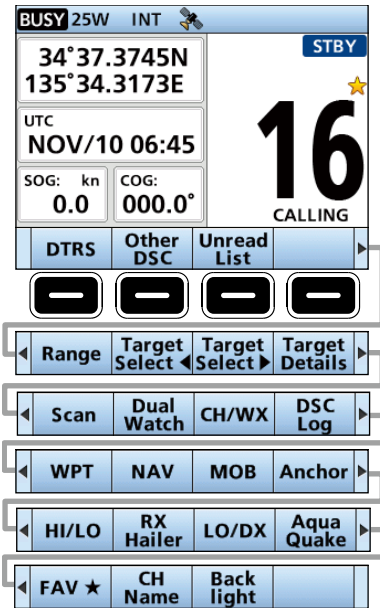 BUSY 25W INT
STBY
34°37.3745N
135°34.3173E
UTC
NOV/10 06:45
SOG: kn
0.0
COG:
000.0°
16
CALLING
DTRS Other DSC Unread List
Range Target Select ◀ Target Select ▶ Target Details
Scan Dual Watch CH/WX DSC Log
WPT NAV MOB Anchor
HI/LO RX Hailer LO/DX Aqua Quake
FAV ★ CH Name Back light